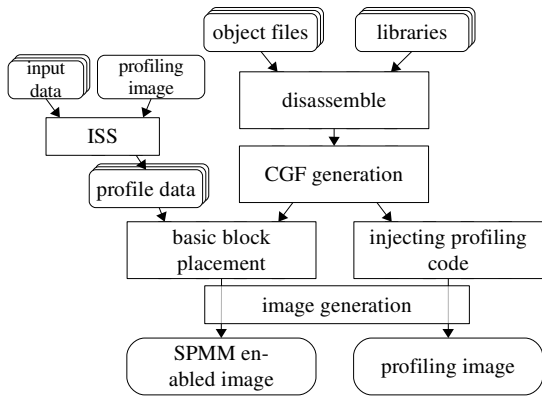 object files
libraries
input
data
profiling
image
disassemble
ISS
CGF generation
profile data
basic block
placement
injecting profiling
code
image generation
SPMM en-
abled image
profiling image